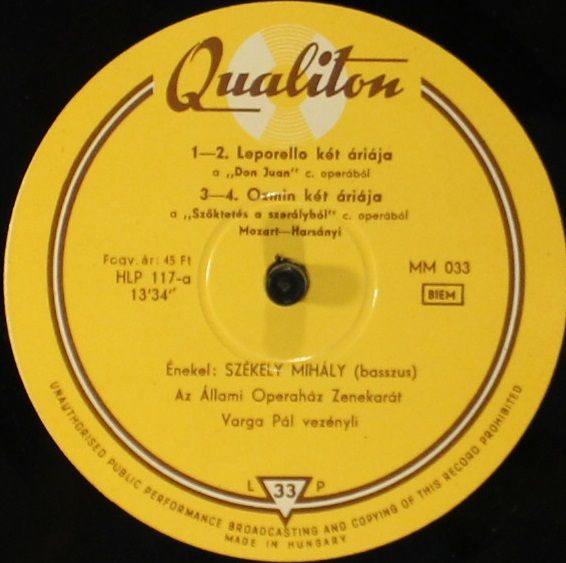 Qualiton
1—2. Leporello két áriája
a „Don Juan" c. operából
3—4. Ozmin két áriája
a „Szöktetés a szerályból" c. operából
Mozart—Harsányi
Fogy. ár: 45 Ft
HLP 117-a
13'34"
MM 033
BIEM
Énekel: SZÉKELY MIHÁLY (basszus)
Az Állami Operaház Zenekarát
Varga Pál vezényli
L 33 P
UNAUTHORISED PUBLIC PERFORMANCE BROADCASTING AND COPYING OF THIS RECORD PROHIBITED
MADE IN HUNGARY